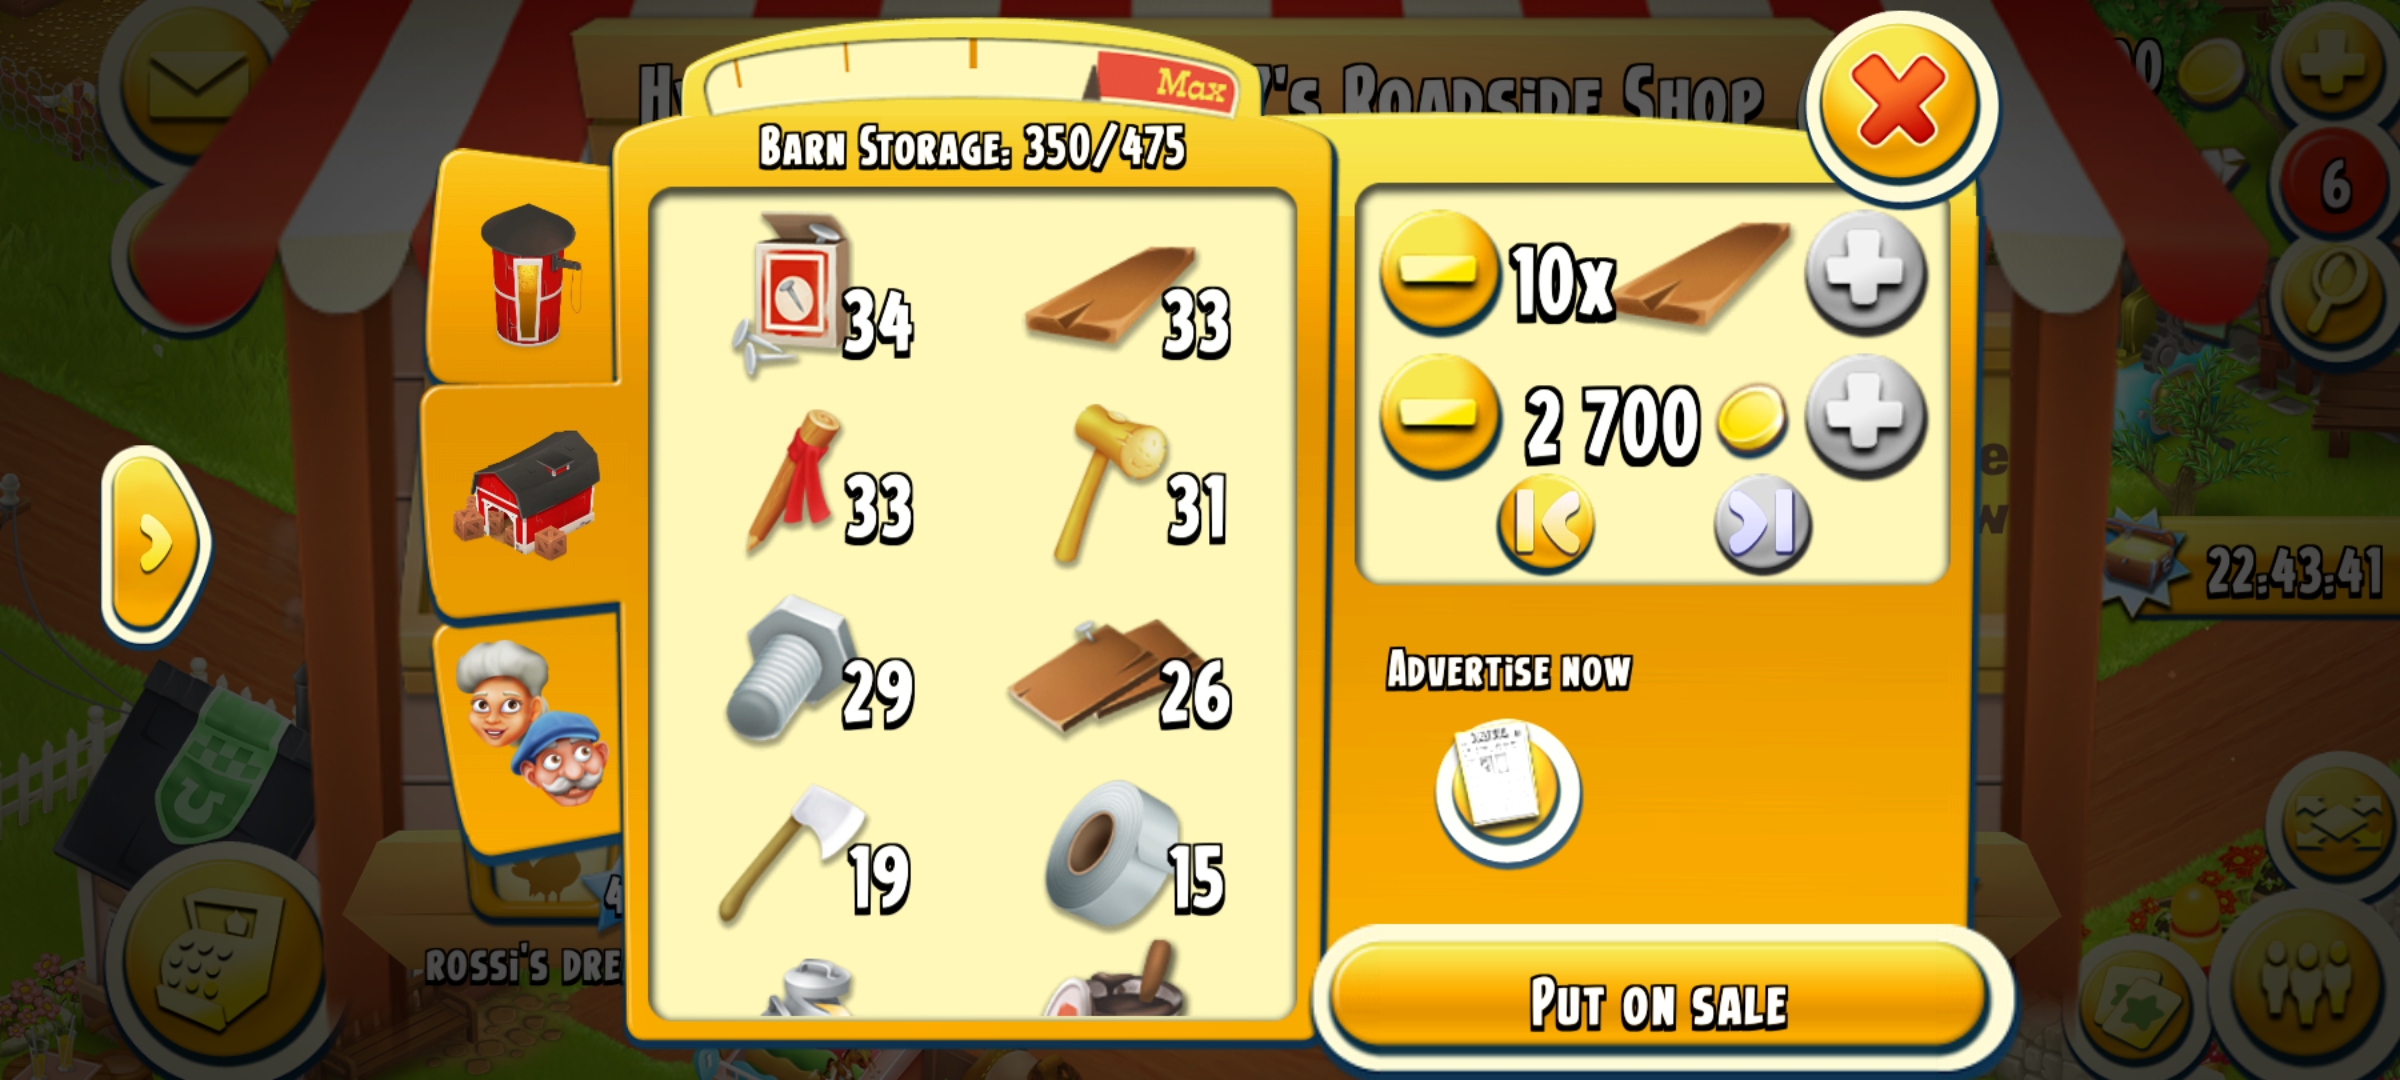 Max
'S ROADSIDE SHOP
BARN STORAGE: 350/475
6
34
33
10x
33
31
2 700
29
26
22:43:41
ADVERTISE NOW
19
15
ROSSI'S DRE
PUT ON SALE